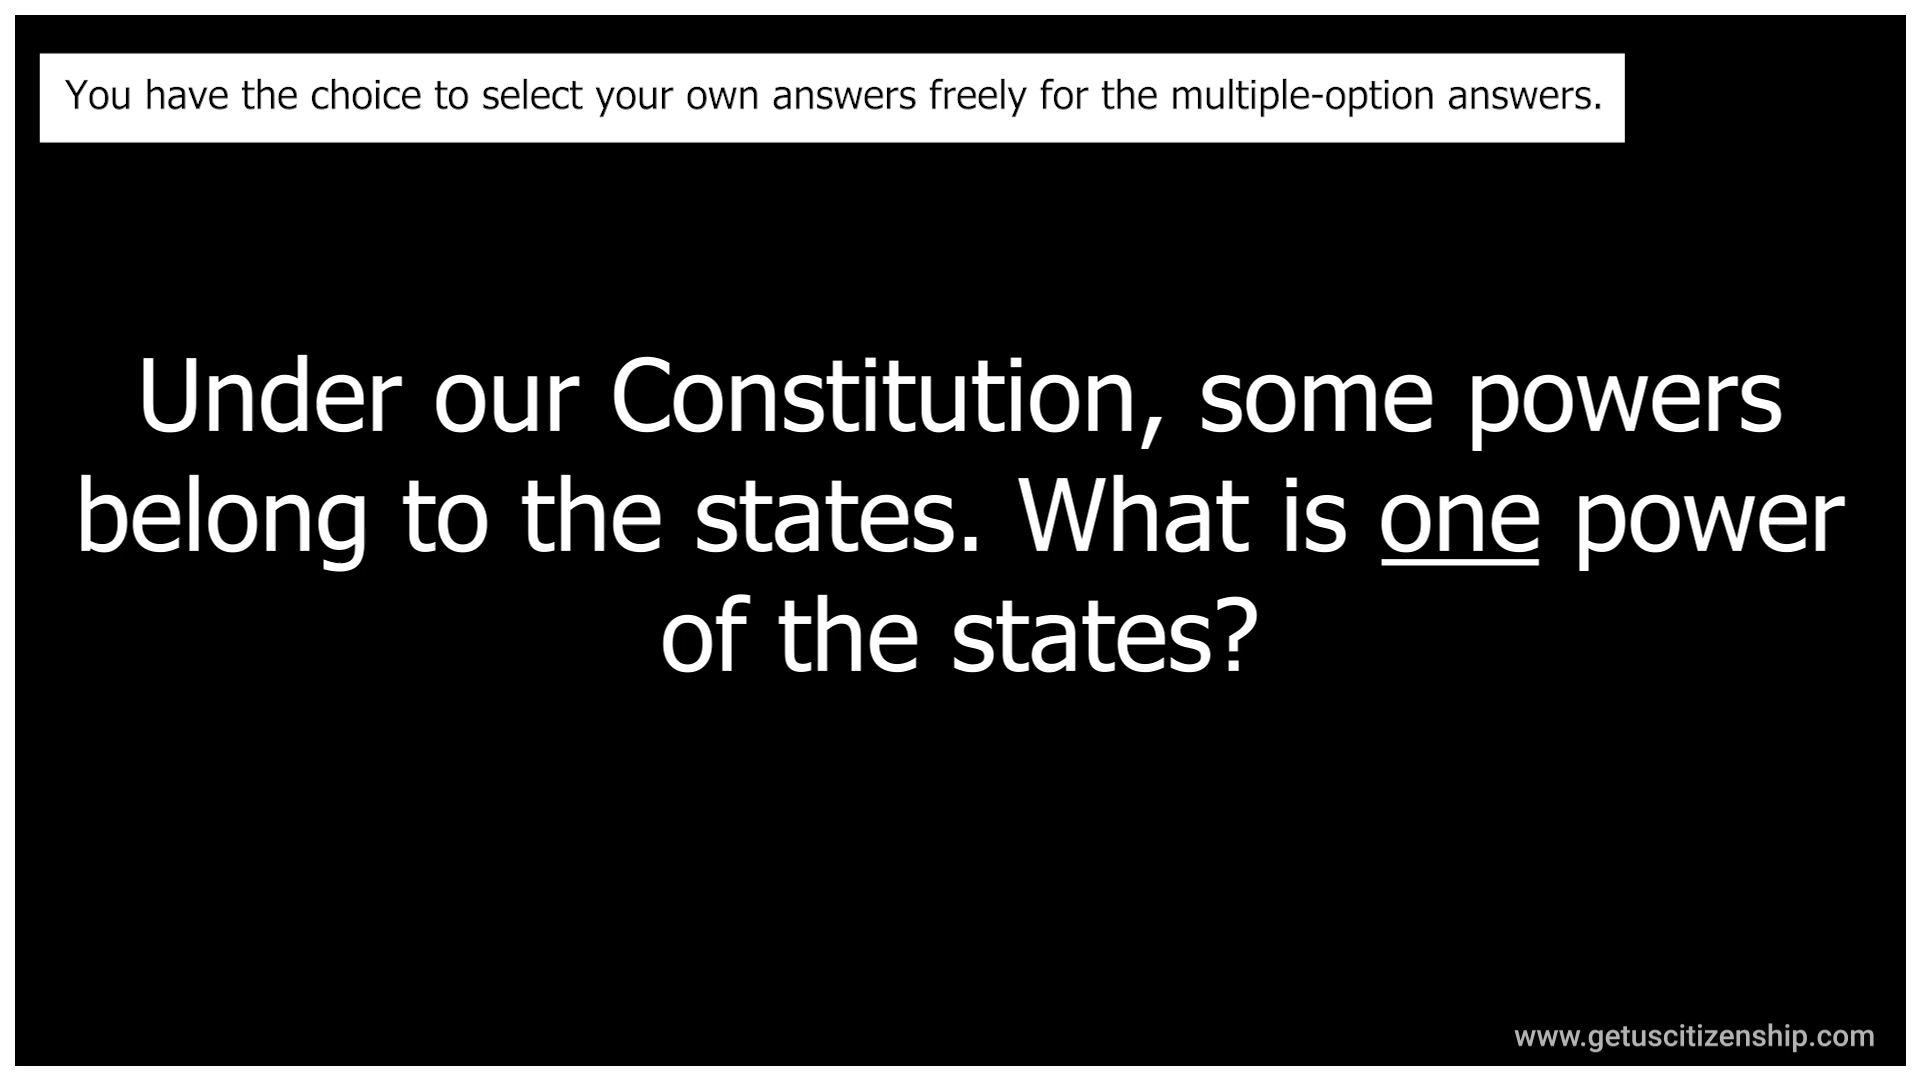 You have the choice to select your own answers freely for the multiple-option answers.
Under our Constitution, some powers
belong to the states. What is one power
of the states?
www.getuscitizenship.com